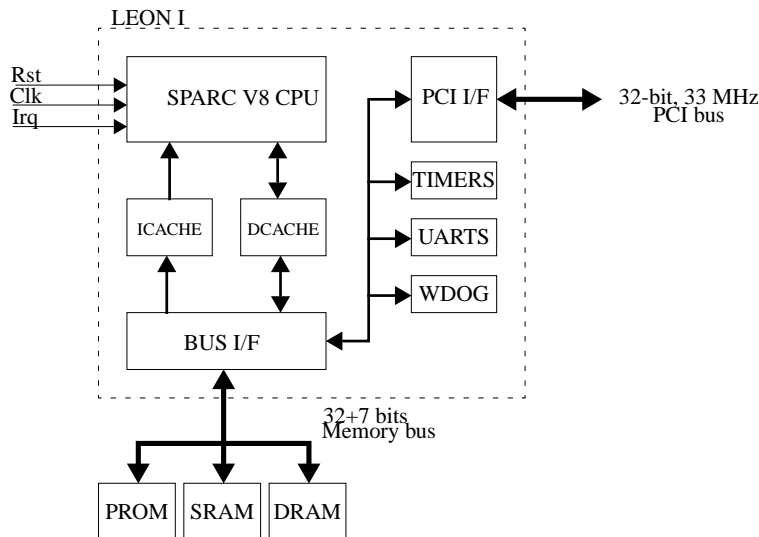 LEON I
Rst
Clk
Irq
SPARC V8 CPU
PCI I/F
32-bit, 33 MHz
PCI bus
TIMERS
ICACHE
DCACHE
UARTS
WDOG
BUS I/F
32+7 bits
Memory bus
PROM
SRAM
DRAM